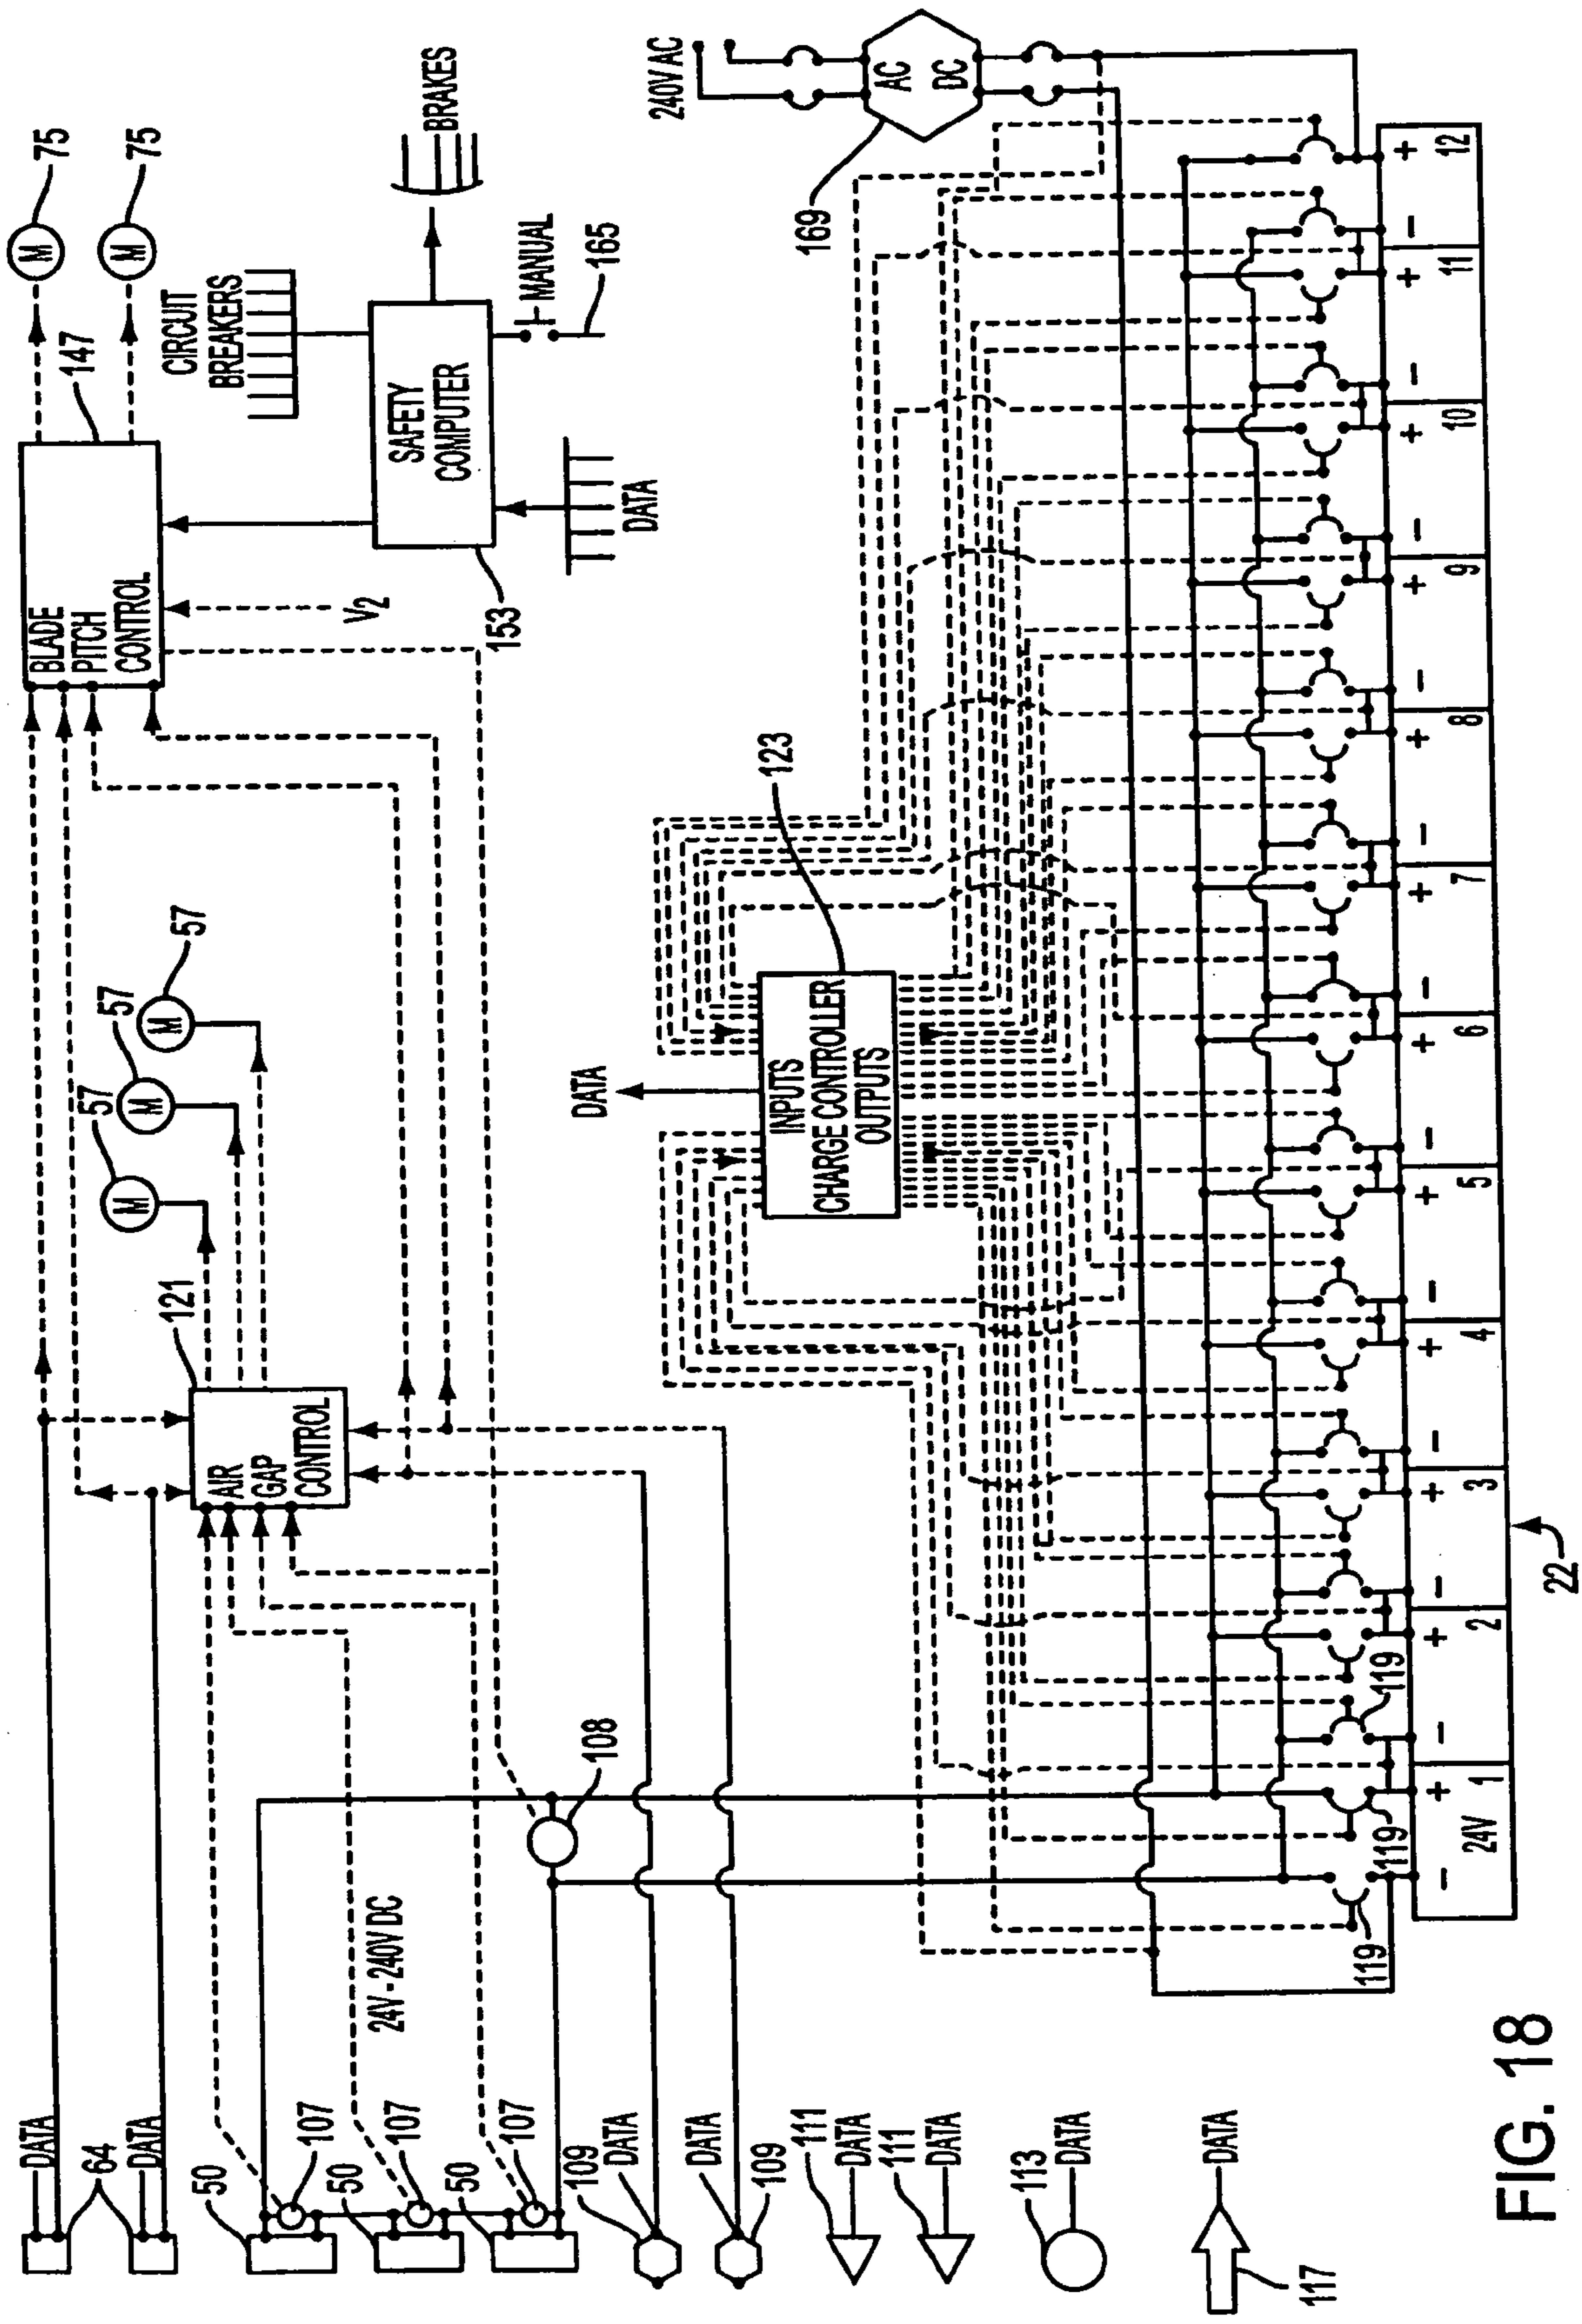 DATA
64
DATA
50
107
50
107
50
107
24V - 240V DC
109
DATA
DATA
109
111
DATA
111
DATA
113
DATA
117
DATA
108
121
AIR
GAP
CONTROL
57
M
57
M
57
M
BLADE
PITCH
CONTROL
147
M
75
M
75
V2
CIRCUIT
BREAKERS
SAFETY
COMPUTER
153
DATA
BRAKES
MANUAL
165
DATA
INPUTS
CHARGE CONTROLLER
OUTPUTS
123
240V AC
AC
DC
169
119
119
119
- + - + - + - + - + - + - + - + - + - + - + - +
24V 1 2 3 4 5 6 7 8 9 10 11 12
22
FIG. 18